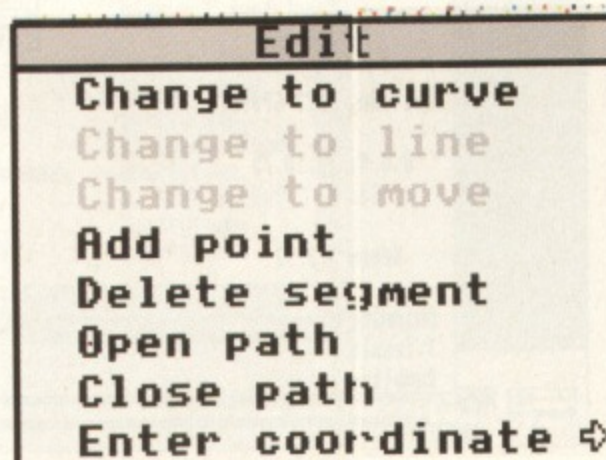 Edit
Change to curve
Change to line
Change to move
Add point
Delete segment
Open path
Close path
Enter coordinate ⇨